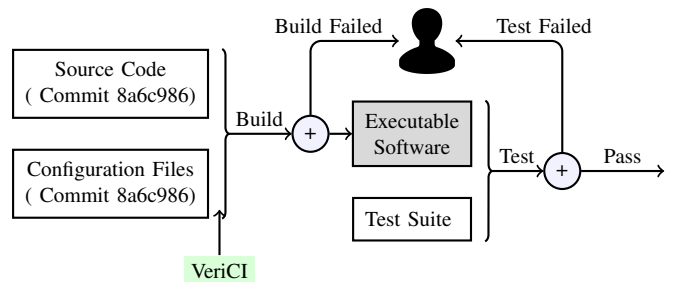 Build Failed
Test Failed
Source Code
( Commit 8a6c986)
Build
+
Executable
Software
Configuration Files
( Commit 8a6c986)
Test
+
Pass
Test Suite
VeriCI